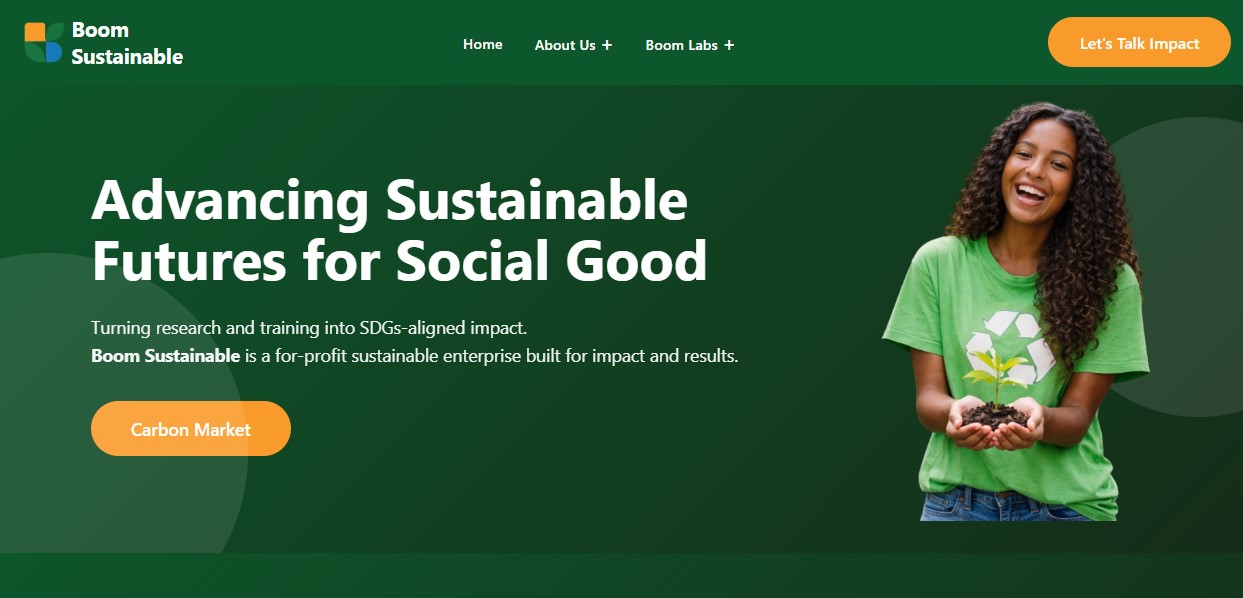 Boom
Sustainable
Home
About Us +
Boom Labs +
Let's Talk Impact
Advancing Sustainable
Futures for Social Good
Turning research and training into SDGs-aligned impact.
Boom Sustainable is a for-profit sustainable enterprise built for impact and results.
Carbon Market